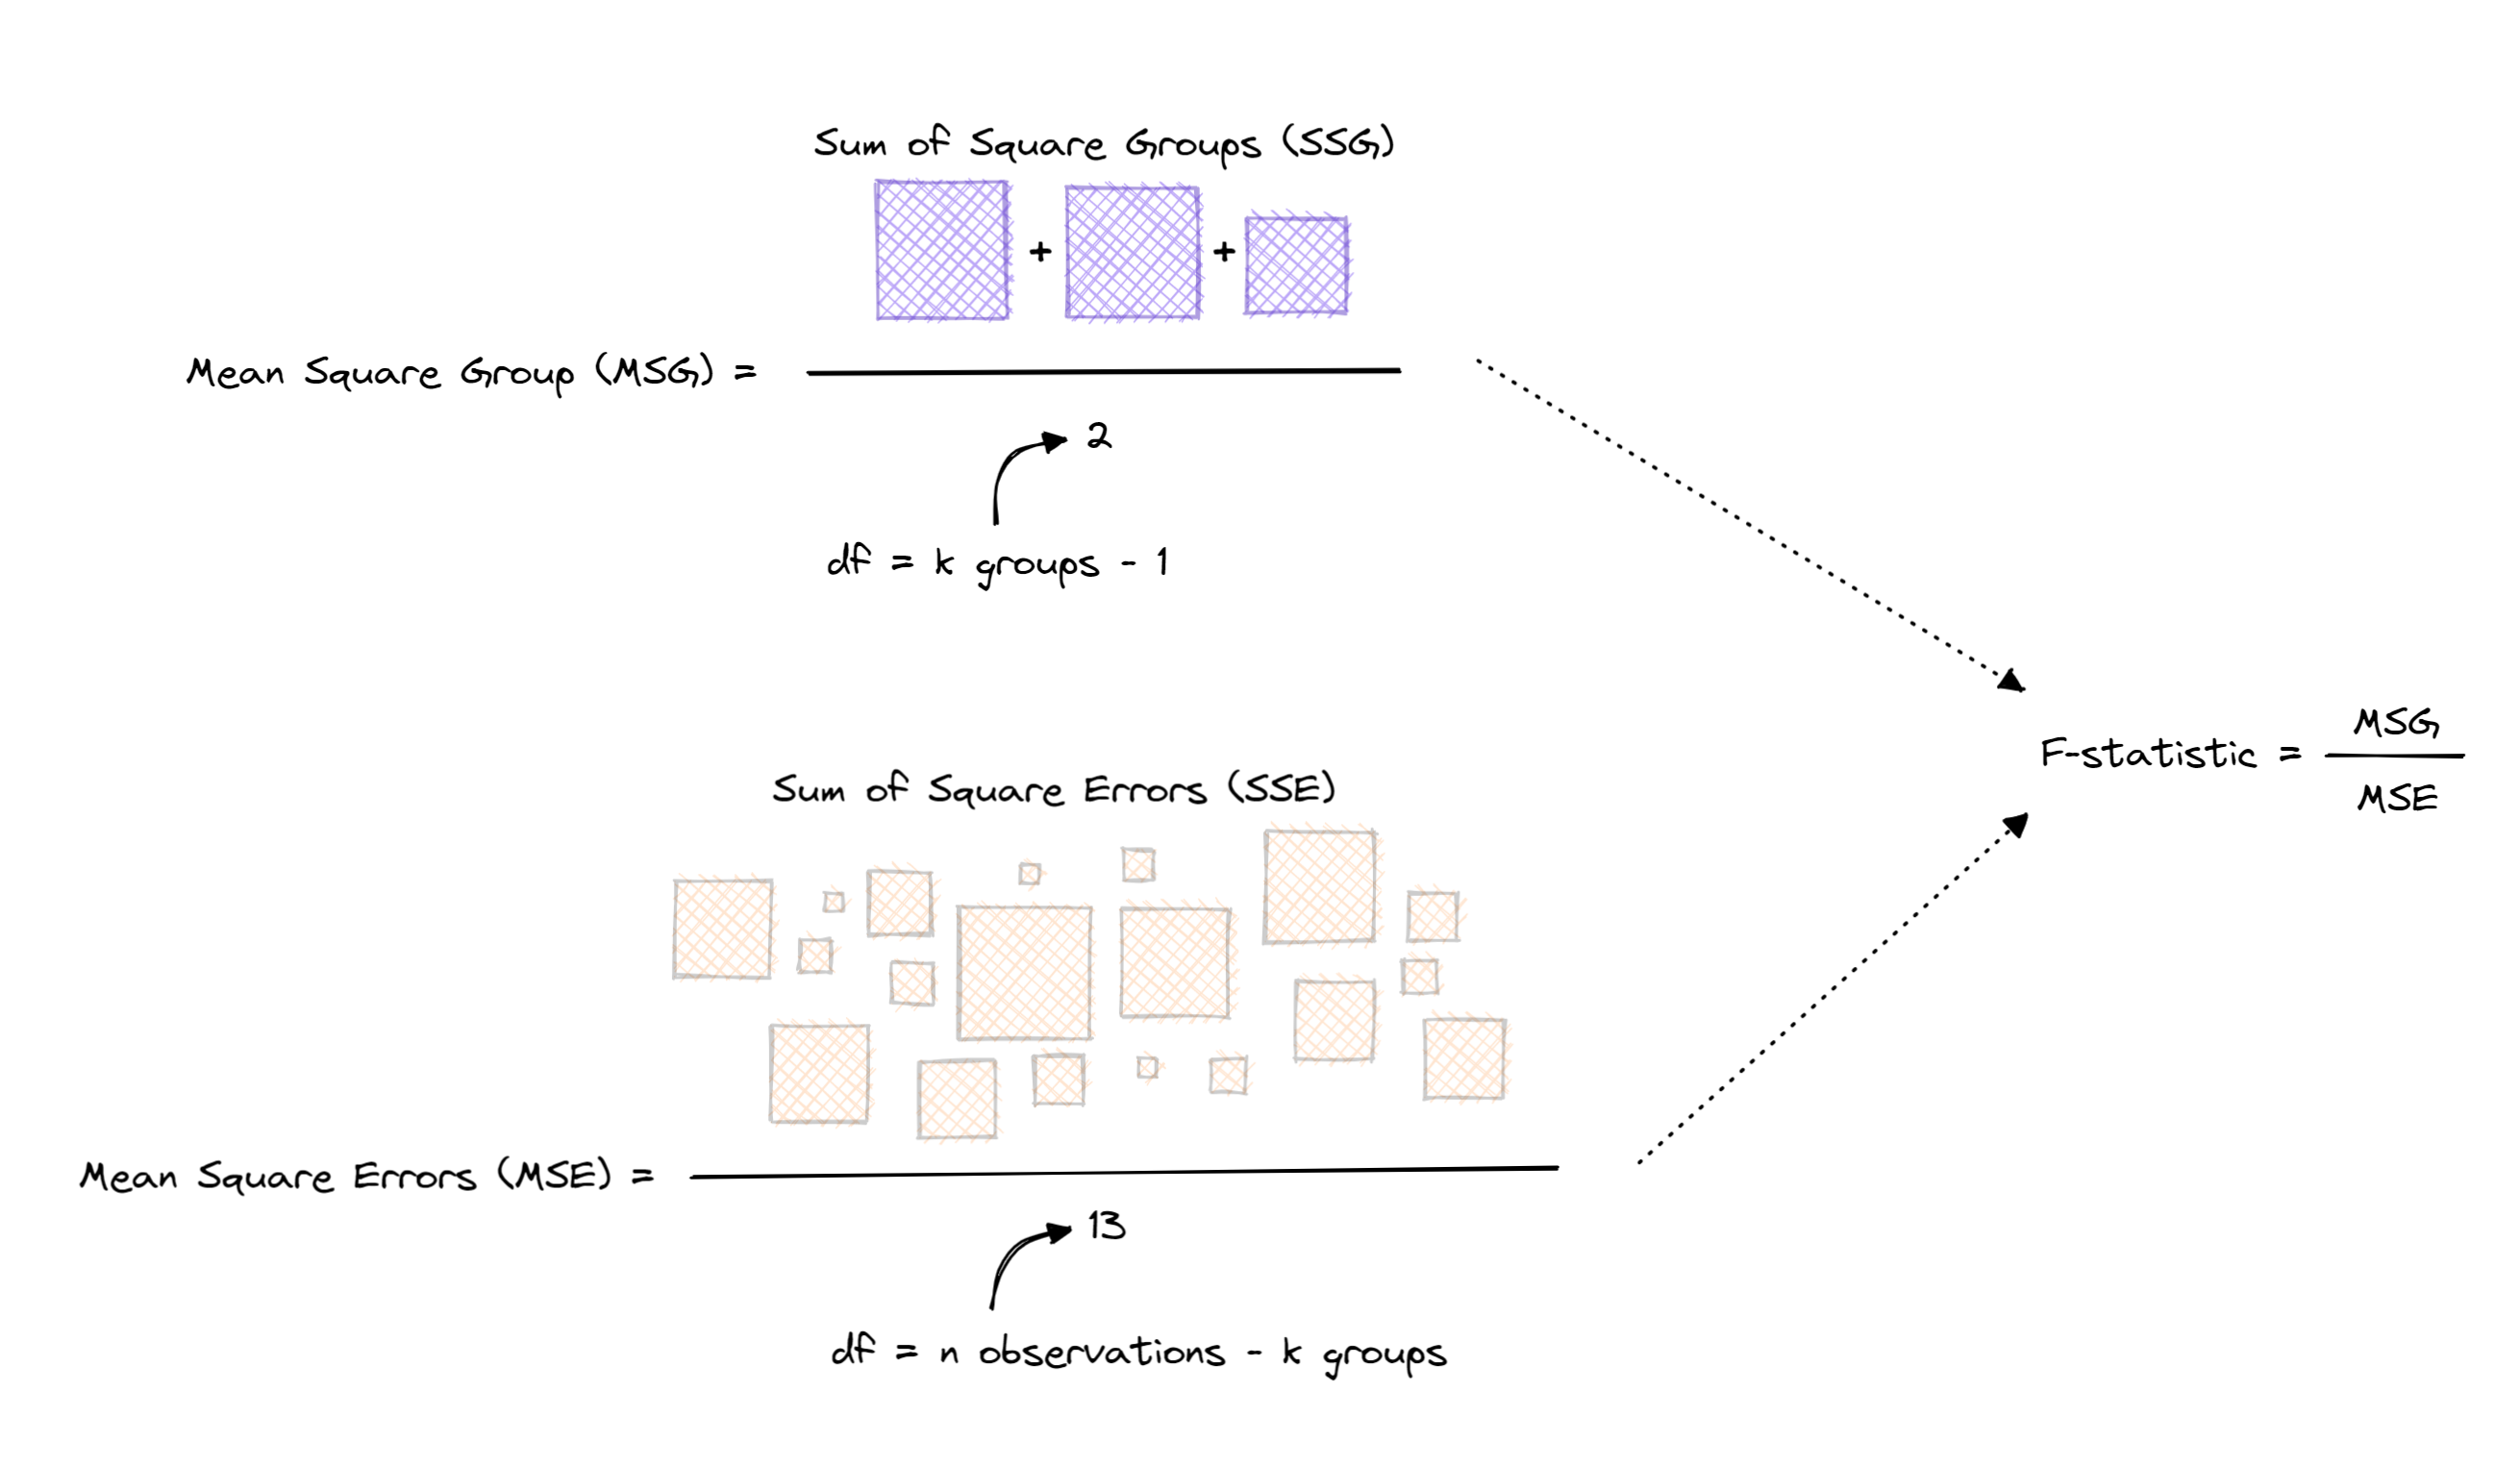 Sum of Square Groups (SSG)
+ +
Mean Square Group (MSG) =
2
df = k groups - 1
Sum of Square Errors (SSE)
F-statistic = MSG
MSE
Mean Square Errors (MSE) =
13
df = n observations - k groups